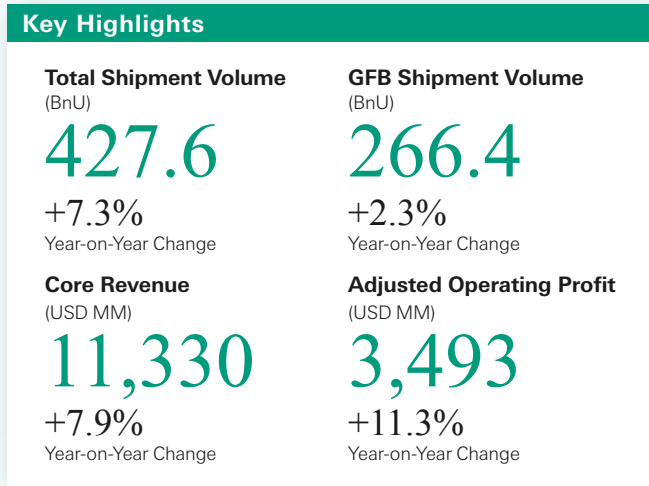 Key Highlights
Total Shipment Volume
(BnU)
427.6
+7.3%
Year-on-Year Change
GFB Shipment Volume
(BnU)
266.4
+2.3%
Year-on-Year Change
Core Revenue
(USD MM)
11,330
+7.9%
Year-on-Year Change
Adjusted Operating Profit
(USD MM)
3,493
+11.3%
Year-on-Year Change